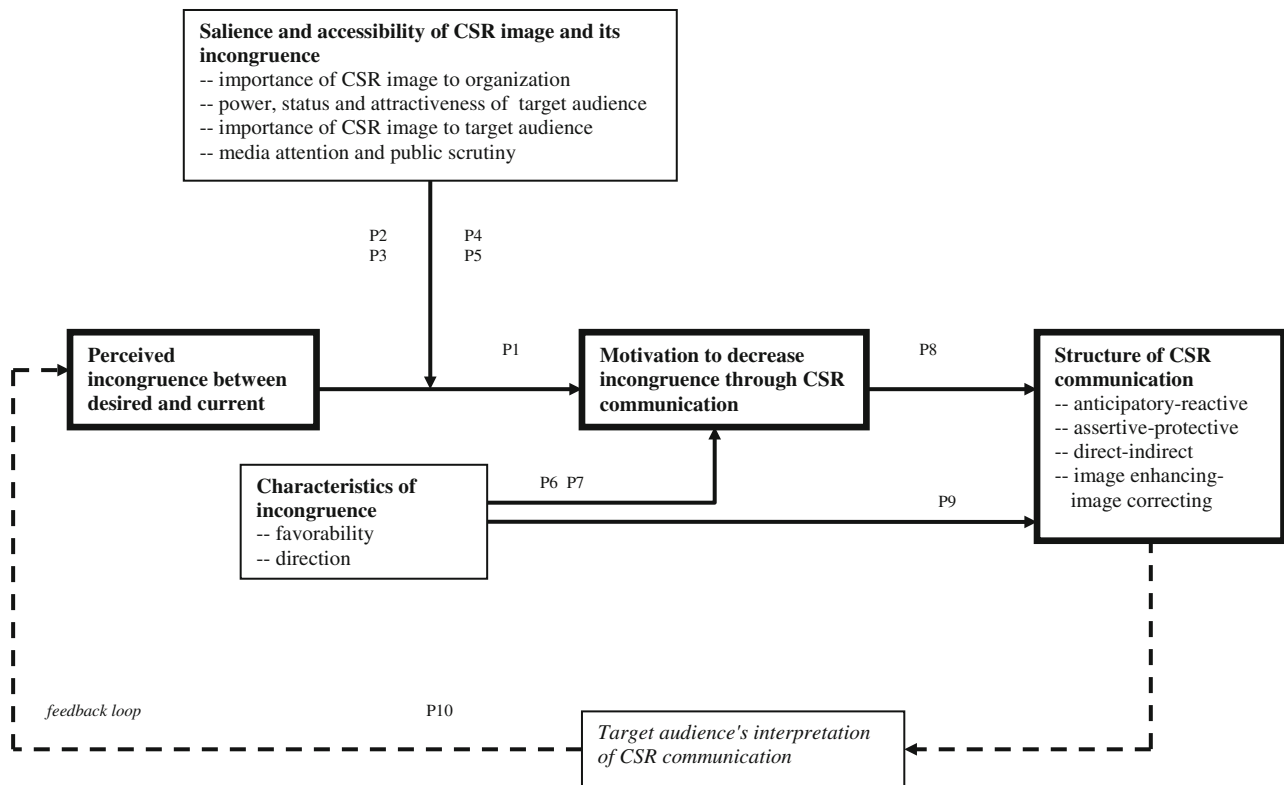 Salience and accessibility of CSR image and its
incongruence
-- importance of CSR image to organization
-- power, status and attractiveness of target audience
-- importance of CSR image to target audience
-- media attention and public scrutiny
P2
P3
P4
P5
Perceived
incongruence between
desired and current
P1
Motivation to decrease
incongruence through CSR
communication
P8
Structure of CSR
communication
-- anticipatory-reactive
-- assertive-protective
-- direct-indirect
-- image enhancing-
image correcting
Characteristics of
incongruence
-- favorability
-- direction
P6 P7
P9
feedback loop
P10
Target audience's interpretation
of CSR communication